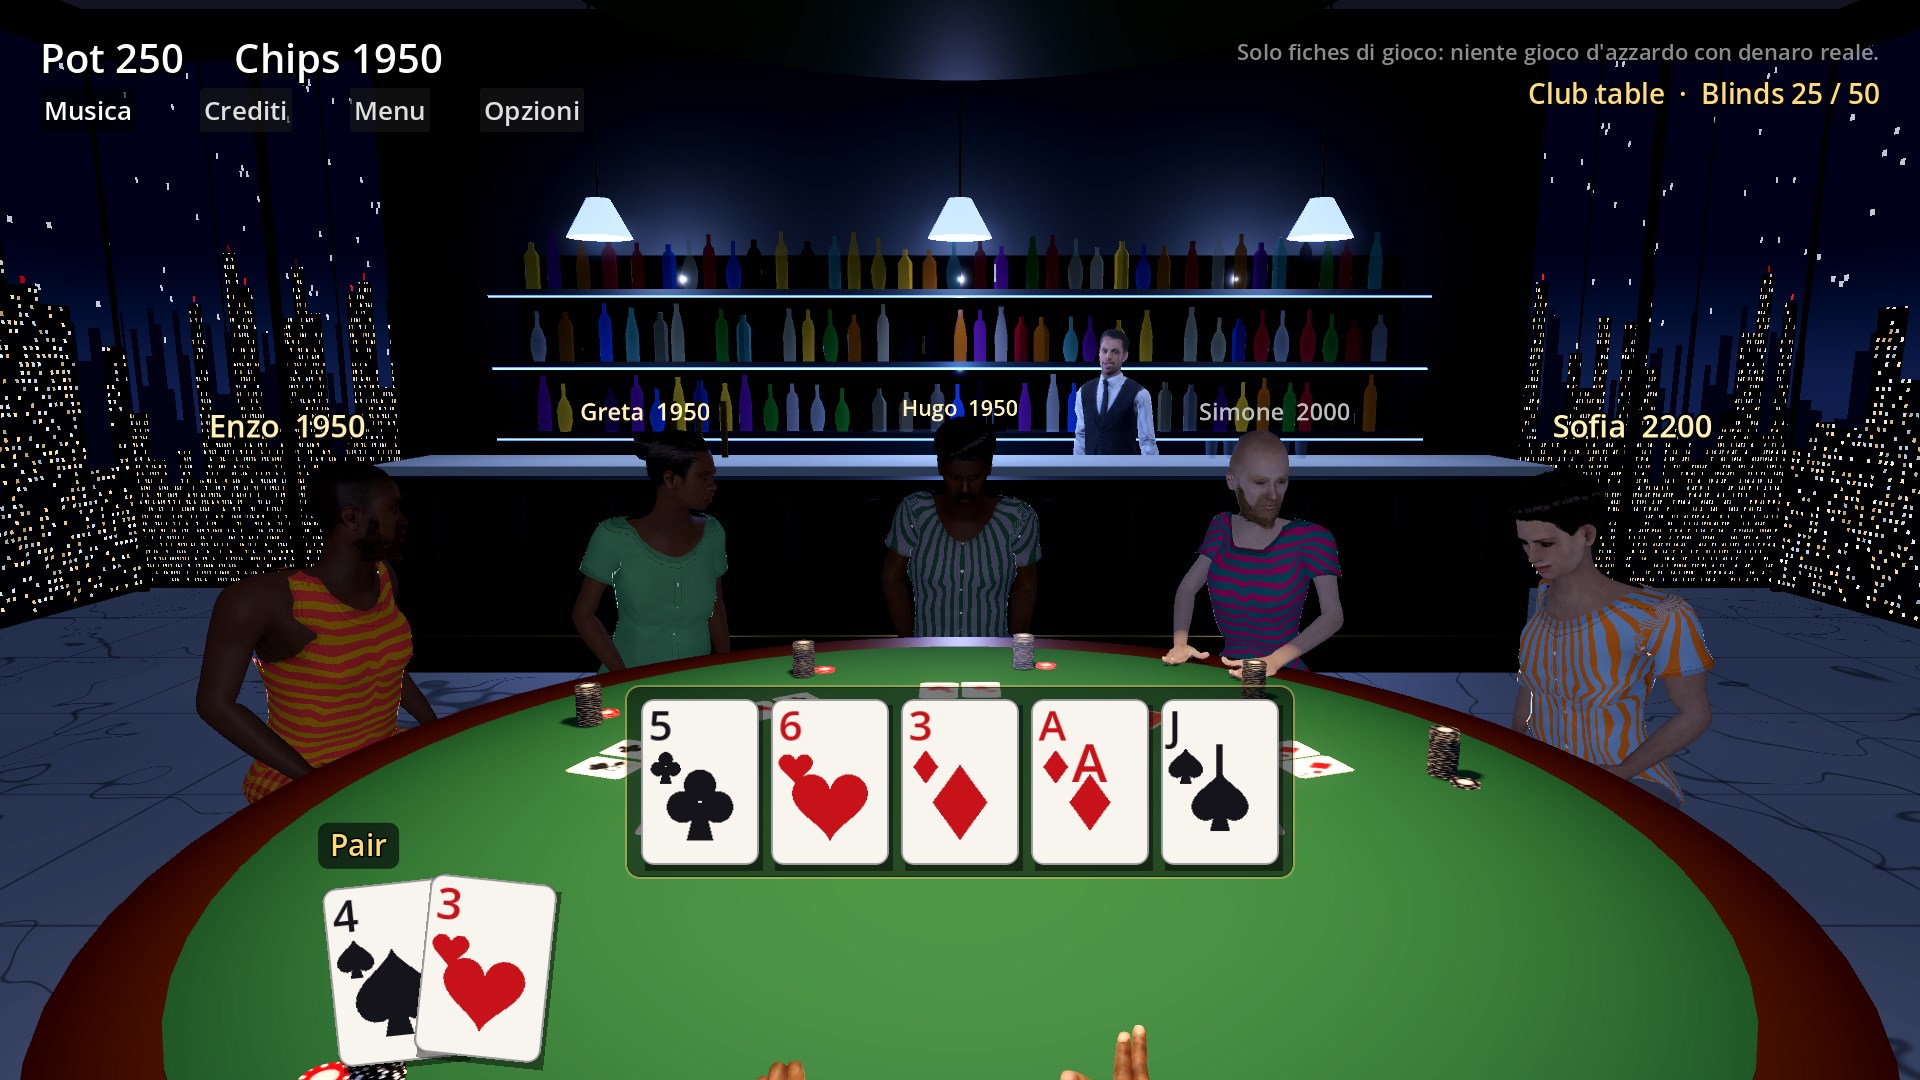 Pot 250 Chips 1950
Solo fiches di gioco: niente gioco d'azzardo con denaro reale.
Musica Crediti Menu Opzioni
Club table · Blinds 25 / 50
Enzo 1950
Greta 1950
Hugo 1950
Simone 2000
Sofia 2200
5
6
3
A
A
J
Pair
4
3